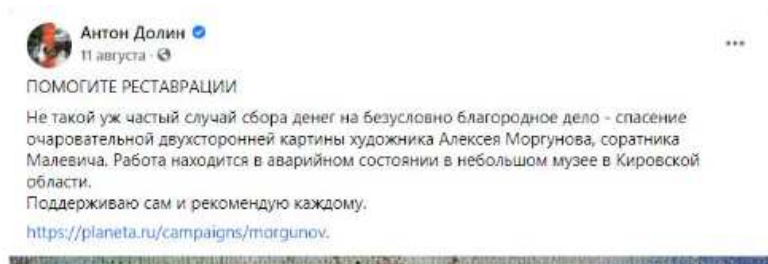 Антон Долин
11 августа ·
ПОМОГИТЕ РЕСТАВРАЦИИ
Не такой уж частый случай сбора денег на безусловно благородное дело - спасение
очаровательной двухсторонней картины художника Алексея Моргунова, соратника
Малевича. Работа находится в аварийном состоянии в небольшом музее в Кировской
области.
Поддерживаю сам и рекомендую каждому.
https://planeta.ru/campaigns/morgunov.